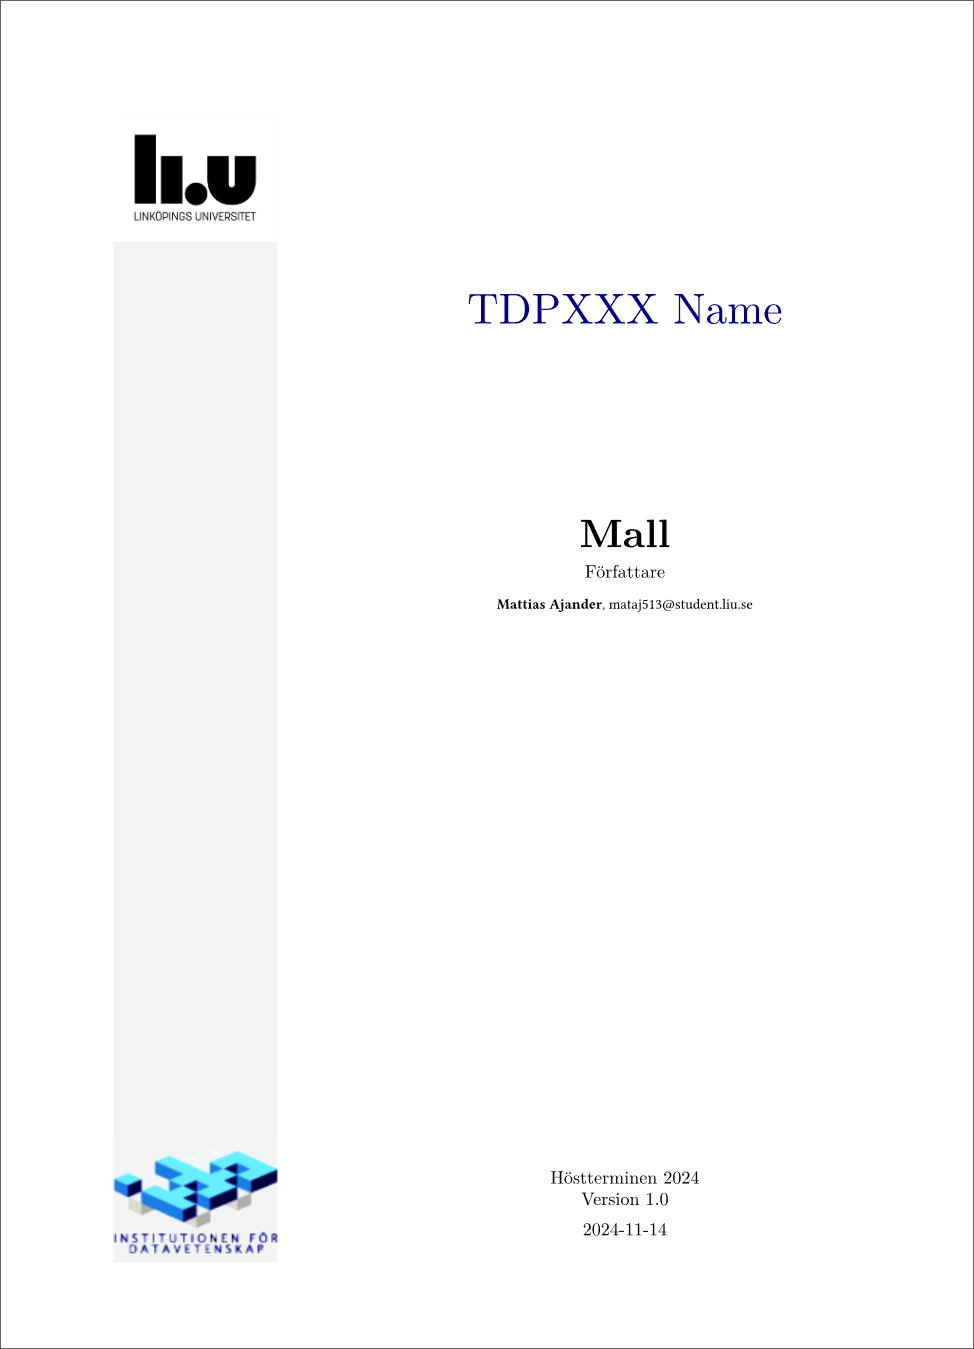 li.u
LINKÖPINGS UNIVERSITET
TDPXXX Name
Mall
Författare
Mattias Ajander, mataj513@student.liu.se
Höstterminen 2024
Version 1.0
2024-11-14
INSTITUTIONEN FÖR
DATAVETENSKAP